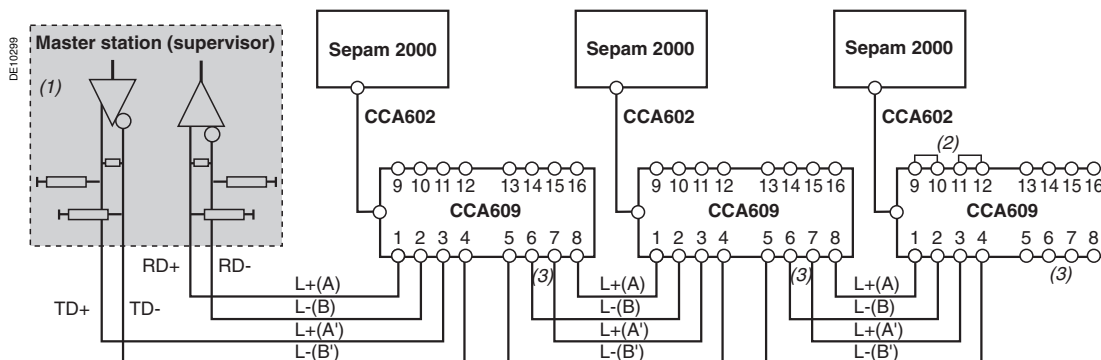 DE10299
Master station (supervisor)
(1)
Sepam 2000
Sepam 2000
Sepam 2000
CCA602
CCA602
CCA602
(2)
9 10 11 12 13 14 15 16
9 10 11 12 13 14 15 16
9 10 11 12 13 14 15 16
CCA609
CCA609
CCA609
1 2 3 4 5 6 7 8
1 2 3 4 5 6 7 8
1 2 3 4 5 6 7 8
(3)
(3)
(3)
RD+ RD-
TD+ TD-
L+(A)
L-(B)
L+(A')
L-(B')
L+(A)
L-(B)
L+(A')
L-(B')
L+(A)
L-(B)
L+(A')
L-(B')